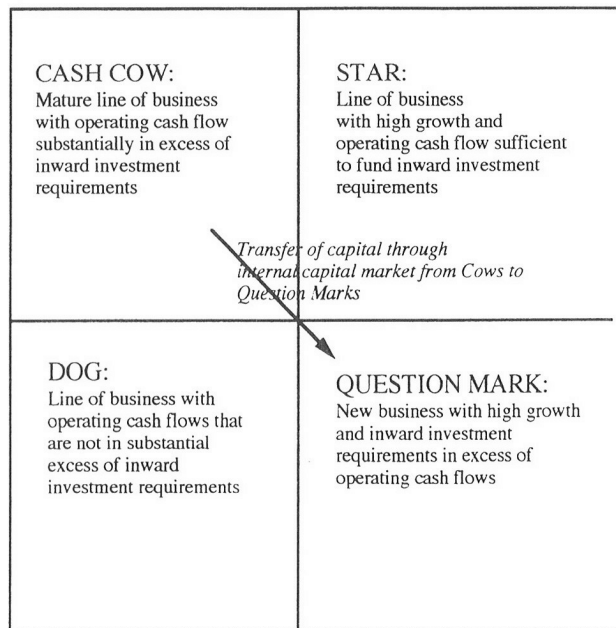 CASH COW:
Mature line of business
with operating cash flow
substantially in excess of
inward investment
requirements
STAR:
Line of business
with high growth and
operating cash flow sufficient
to fund inward investment
requirements
Transfer of capital through
internal capital market from Cows to
Question Marks
DOG:
Line of business with
operating cash flows that
are not in substantial
excess of inward
investment requirements
QUESTION MARK:
New business with high growth
and inward investment
requirements in excess of
operating cash flows